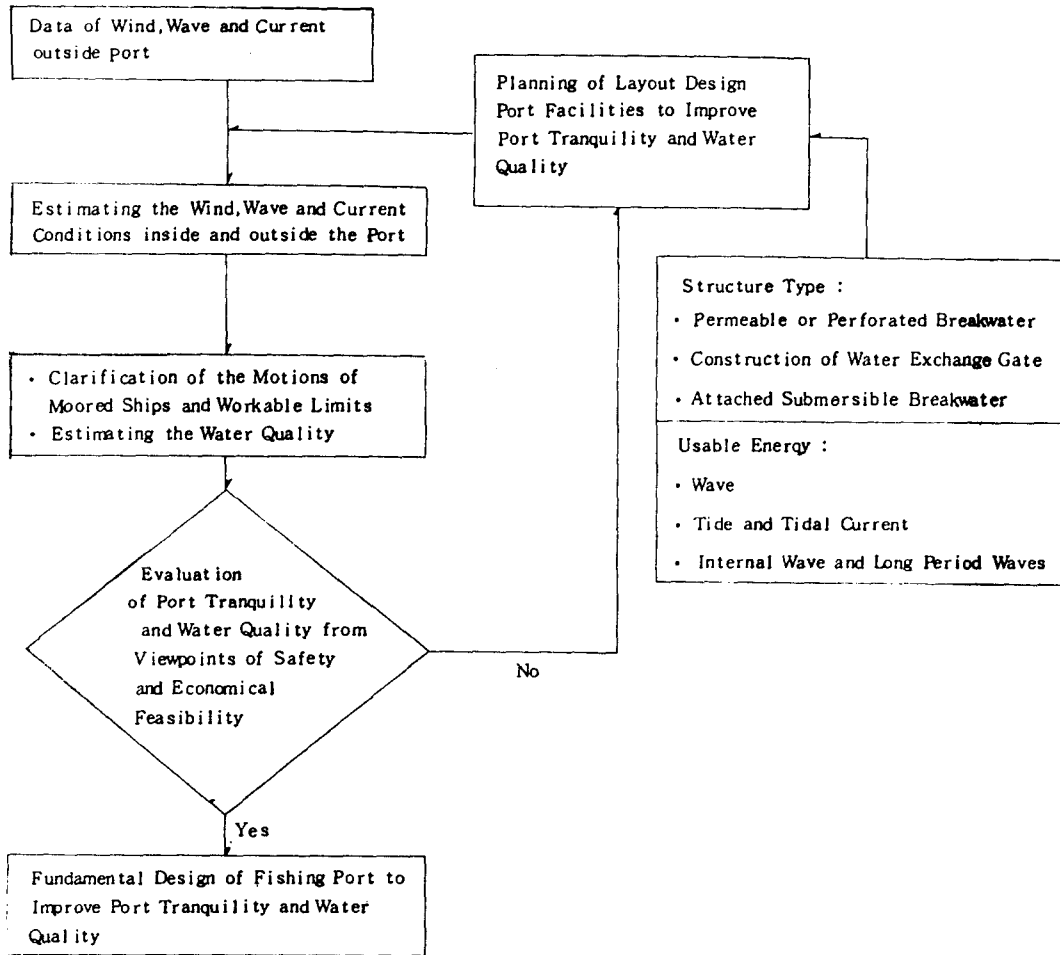 Data of Wind, Wave and Current
outside port
Planning of Layout Design
Port Facilities to Improve
Port Tranquility and Water
Quality
Estimating the Wind, Wave and Current
Conditions inside and outside the Port
Structure Type :
• Permeable or Perforated Breakwater
• Construction of Water Exchange Gate
• Attached Submersible Breakwater
• Clarification of the Motions of
Moored Ships and Workable Limits
• Estimating the Water Quality
Usable Energy :
• Wave
• Tide and Tidal Current
• Internal Wave and Long Period Waves
Evaluation
of Port Tranquility
and Water Quality from
Viewpoints of Safety
and Economical
Feasibility
No
Yes
Fundamental Design of Fishing Port to
Improve Port Tranquility and Water
Quality